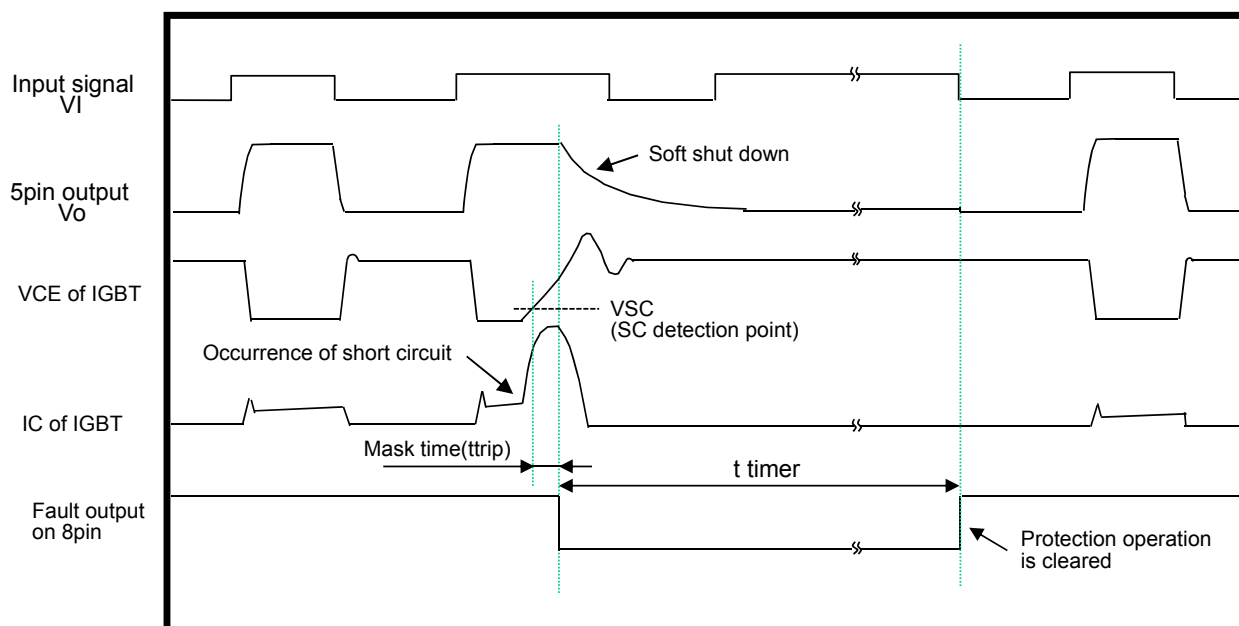 Input signal
VI
5pin output
Vo
Soft shut down
VCE of IGBT
VSC
(SC detection point)
Occurrence of short circuit
IC of IGBT
Mask time(ttrip)
t timer
Fault output
on 8pin
Protection operation
is cleared